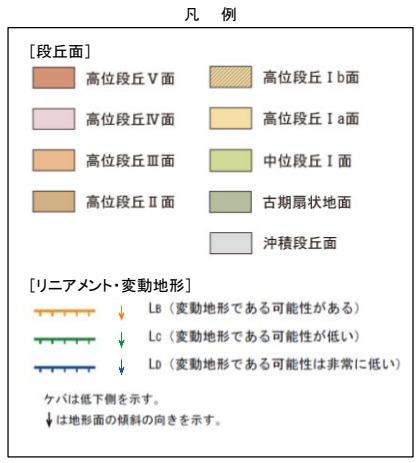 凡 例
[段丘面]
高位段丘Ⅴ面
高位段丘Ⅳ面
高位段丘Ⅲ面
高位段丘Ⅱ面
高位段丘Ⅰb面
高位段丘Ⅰa面
中位段丘Ⅰ面
古期扇状地面
沖積段丘面
[リニアメント・変動地形]
LB（変動地形である可能性がある）
LC（変動地形である可能性が低い）
LD（変動地形である可能性は非常に低い）
ケバは低下側を示す。
↓は地形面の傾斜の向きを示す。